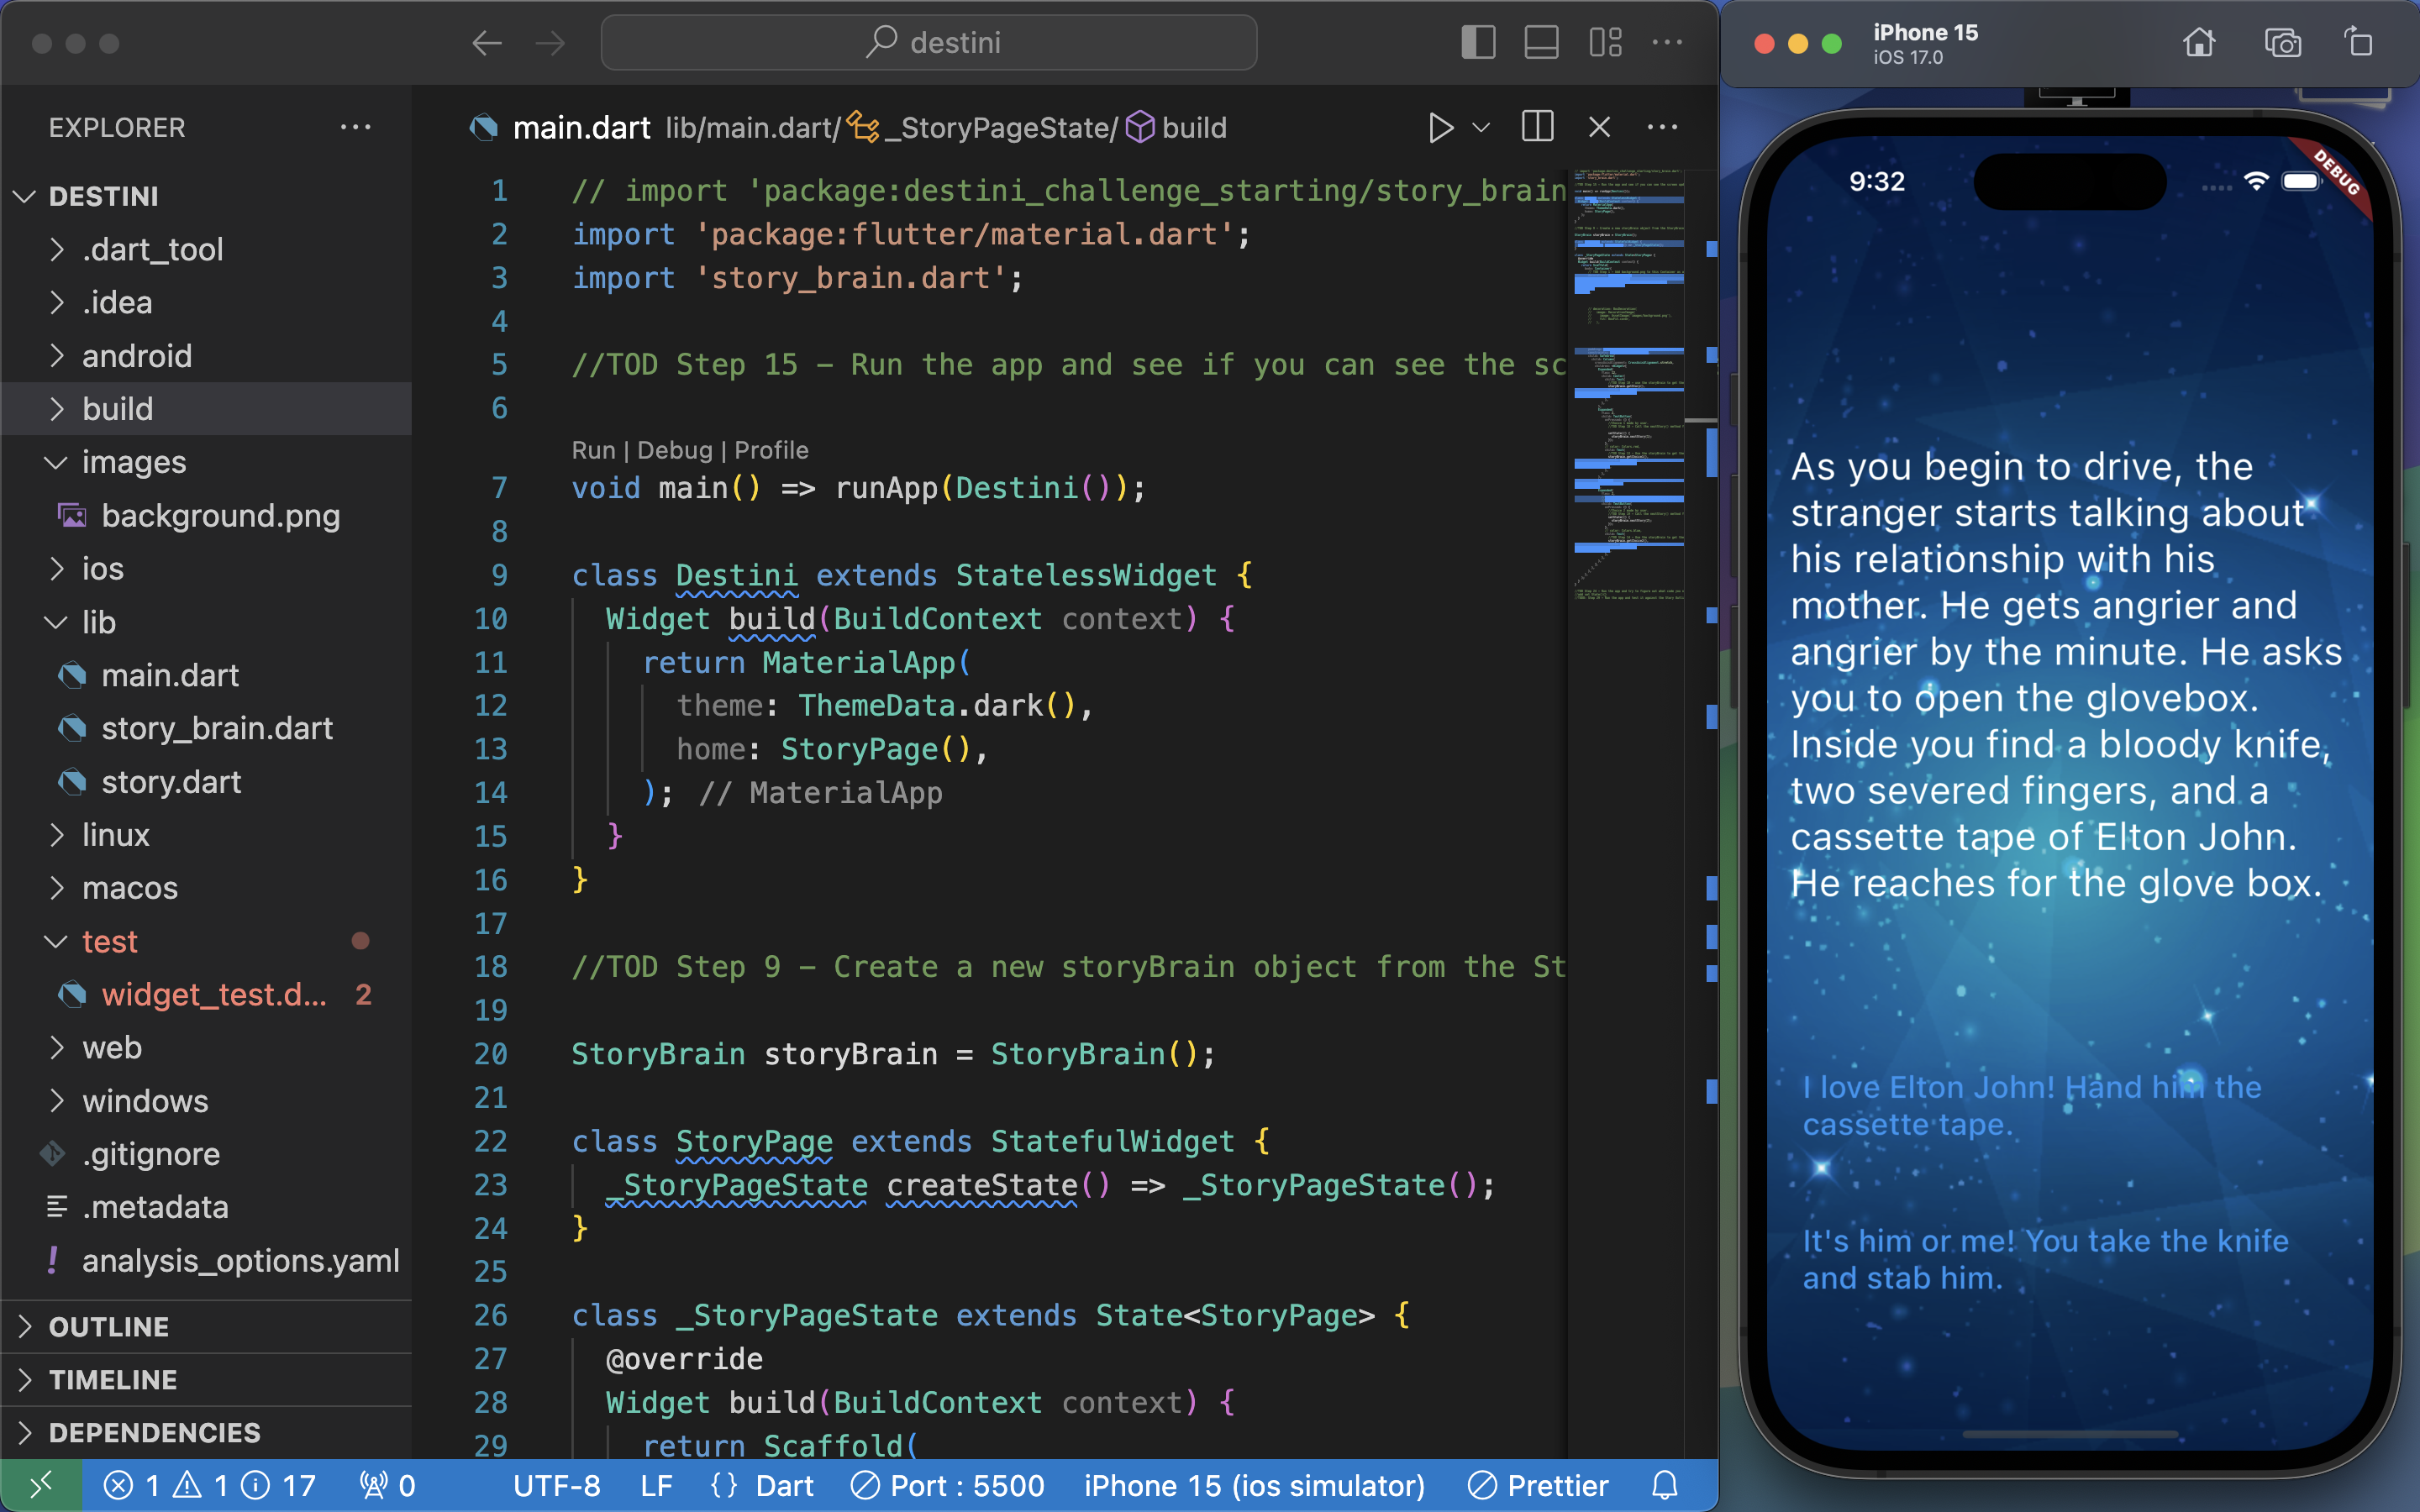 destini
EXPLORER
DESTINI
.dart_tool
.idea
android
build
images
background.png
ios
lib
main.dart
story_brain.dart
story.dart
linux
macos
test
widget_test.d... 2
web
windows
.gitignore
.metadata
! analysis_options.yaml
OUTLINE
TIMELINE
DEPENDENCIES
main.dart lib/main.dart/ _StoryPageState/ build
1 // import 'package:destini_challenge_starting/story_brain
2 import 'package:flutter/material.dart';
3 import 'story_brain.dart';
4
5 //TOD Step 15 – Run the app and see if you can see the sc
6
Run | Debug | Profile
7 void main() => runApp(Destini());
8
9 class Destini extends StatelessWidget {
10 Widget build(BuildContext context) {
11 return MaterialApp(
12 theme: ThemeData.dark(),
13 home: StoryPage(),
14 ); // MaterialApp
15 }
16 }
17
18 //TOD Step 9 – Create a new storyBrain object from the St
19
20 StoryBrain storyBrain = StoryBrain();
21
22 class StoryPage extends StatefulWidget {
23 _StoryPageState createState() => _StoryPageState();
24 }
25
26 class _StoryPageState extends State<StoryPage> {
27 @override
28 Widget build(BuildContext context) {
29 return Scaffold(
1 1 17 0 UTF-8 LF {} Dart Port : 5500 iPhone 15 (ios simulator) Prettier
iPhone 15
iOS 17.0
9:32
DEBUG
As you begin to drive, the
stranger starts talking about
his relationship with his
mother. He gets angrier and
angrier by the minute. He asks
you to open the glovebox.
Inside you find a bloody knife,
two severed fingers, and a
cassette tape of Elton John.
He reaches for the glove box.
I love Elton John! Hand him the
cassette tape.
It's him or me! You take the knife
and stab him.